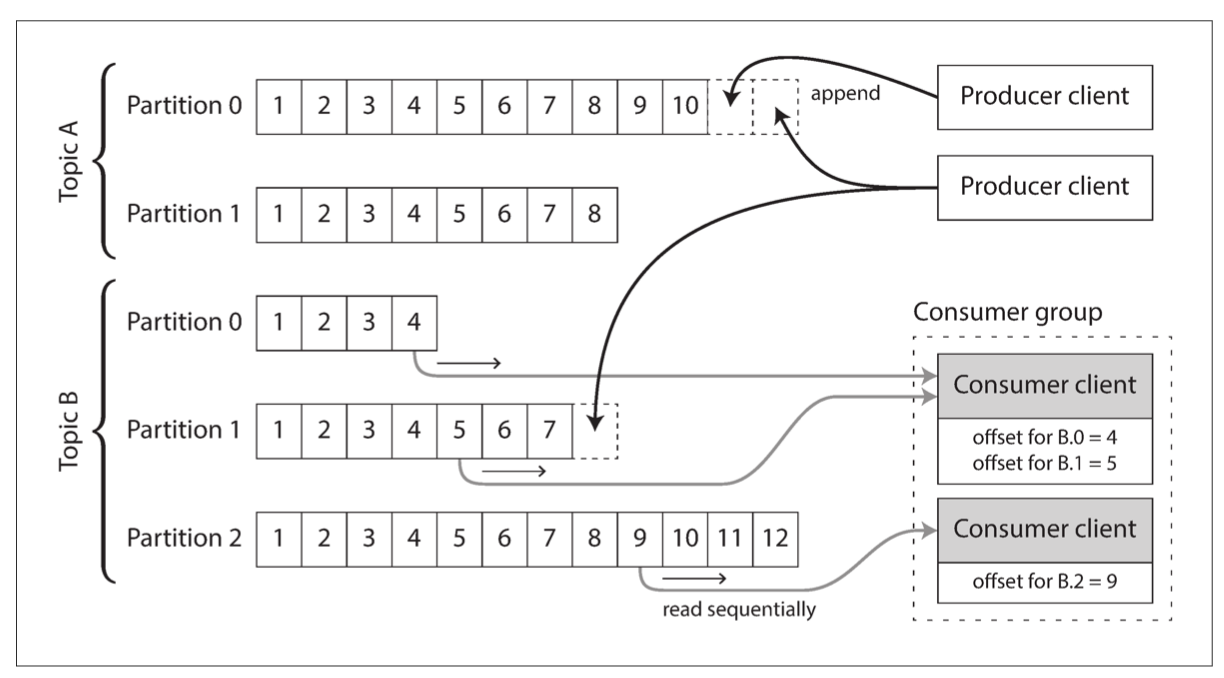 Topic A
Partition 0 1 2 3 4 5 6 7 8 9 10
append
Producer client
Producer client
Partition 1 1 2 3 4 5 6 7 8
Topic B
Partition 0 1 2 3 4
Partition 1 1 2 3 4 5 6 7
Partition 2 1 2 3 4 5 6 7 8 9 10 11 12
read sequentially
Consumer group
Consumer client
offset for B.0 = 4
offset for B.1 = 5
Consumer client
offset for B.2 = 9